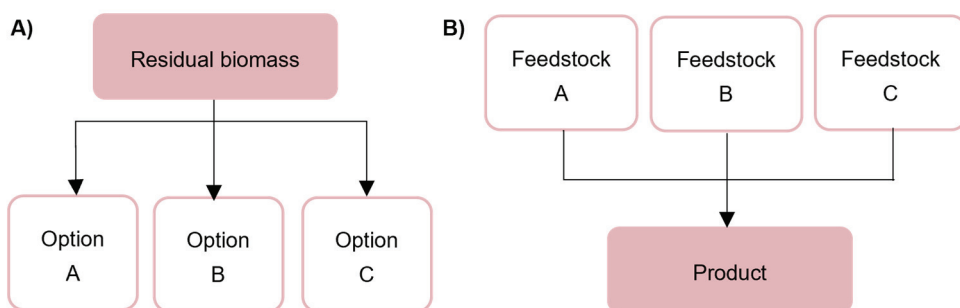 A)
Residual biomass
Option
A
Option
B
Option
C
B)
Feedstock
A
Feedstock
B
Feedstock
C
Product